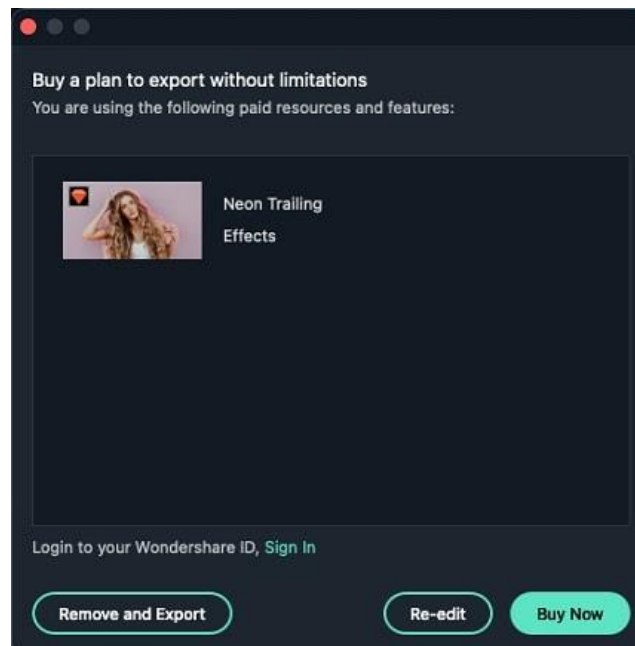 Buy a plan to export without limitations
You are using the following paid resources and features:
Neon Trailing
Effects
Login to your Wondershare ID, Sign In
Remove and Export
Re-edit
Buy Now